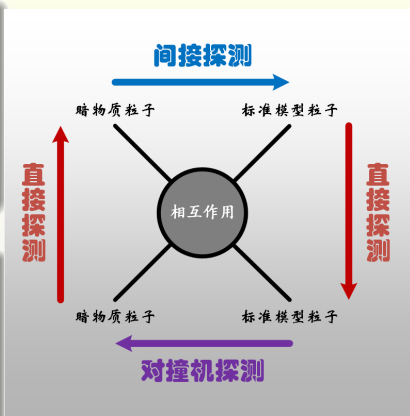 间接探测
暗物质粒子
标准模型粒子
直接探测
相互作用
直接探测
暗物质粒子
标准模型粒子
对撞机探测